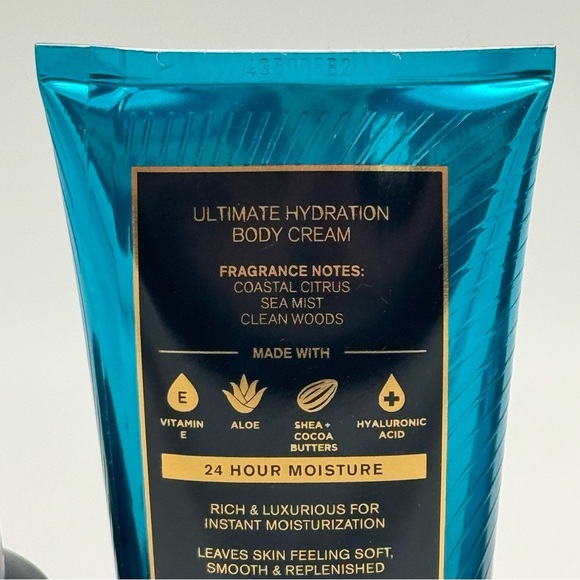 ULTIMATE HYDRATION
BODY CREAM
FRAGRANCE NOTES:
COASTAL CITRUS
SEA MIST
CLEAN WOODS
MADE WITH
E
VITAMIN
E
ALOE
SHEA +
COCOA
BUTTERS
HYALURONIC
ACID
24 HOUR MOISTURE
RICH & LUXURIOUS FOR
INSTANT MOISTURIZATION
LEAVES SKIN FEELING SOFT,
SMOOTH & REPLENISHED